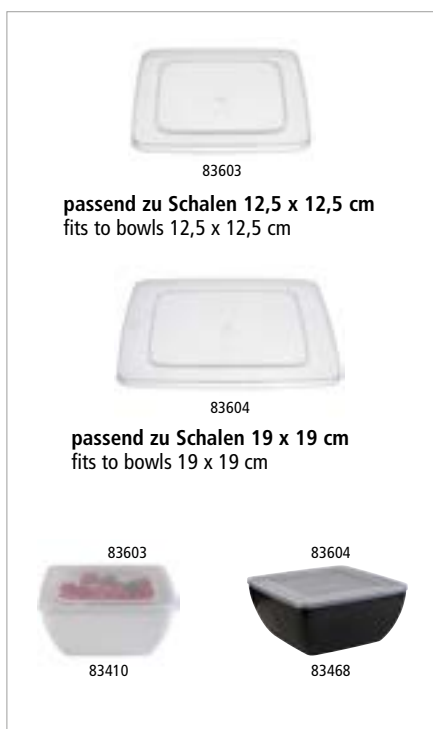 83603
passend zu Schalen 12,5 x 12,5 cm
fits to bowls 12,5 x 12,5 cm
83604
passend zu Schalen 19 x 19 cm
fits to bowls 19 x 19 cm
83603 83604
83410 83468